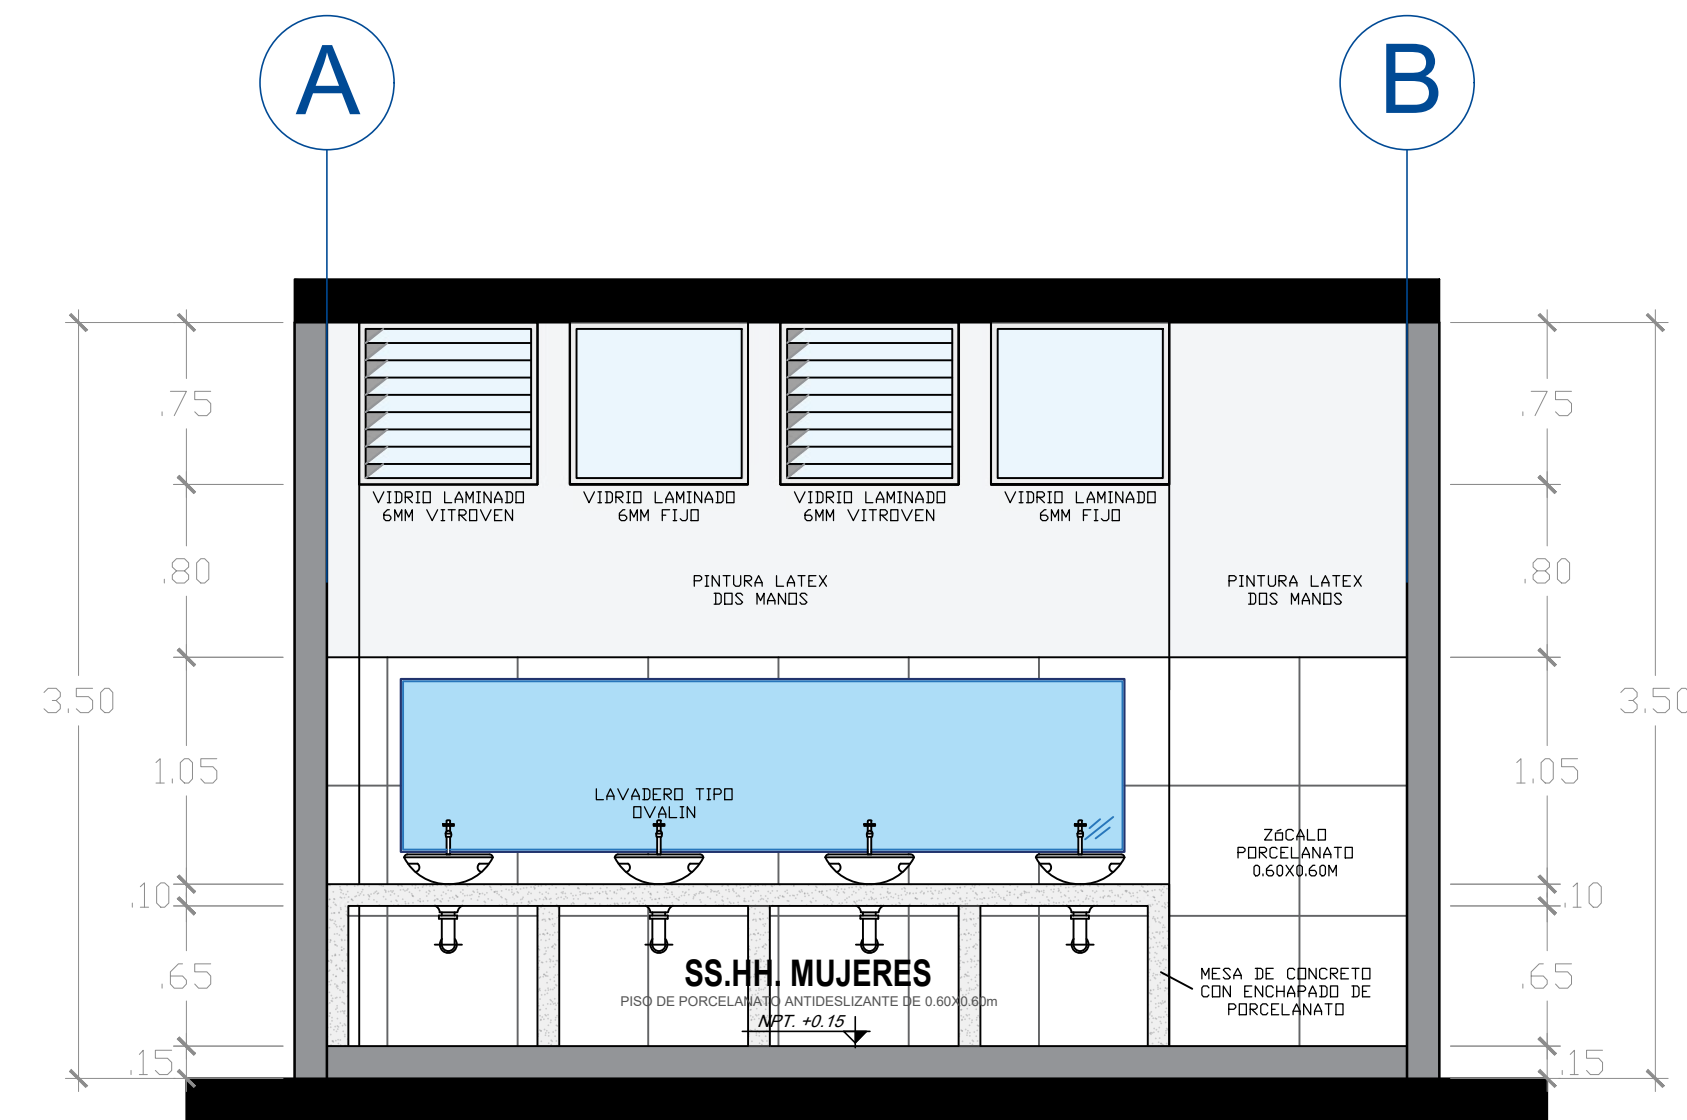 A
B
.75
.75
VIDRIO LAMINADO
6MM VITROVEN
VIDRIO LAMINADO
6MM FIJO
VIDRIO LAMINADO
6MM VITROVEN
VIDRIO LAMINADO
6MM FIJO
.80
.80
PINTURA LATEX
DOS MANOS
PINTURA LATEX
DOS MANOS
3.50
3.50
1.05
1.05
LAVADERO TIPO
OVALIN
ZóCALO
PORCELANATO
0.60X0.60M
.10
.10
.65
.65
SS.HH. MUJERES
PISO DE PORCELANATO ANTIDESLIZANTE DE 0.60X0.60m
NPT. +0.15
MESA DE CONCRETO
CON ENCHAPADO DE
PORCELANATO
.15
.15